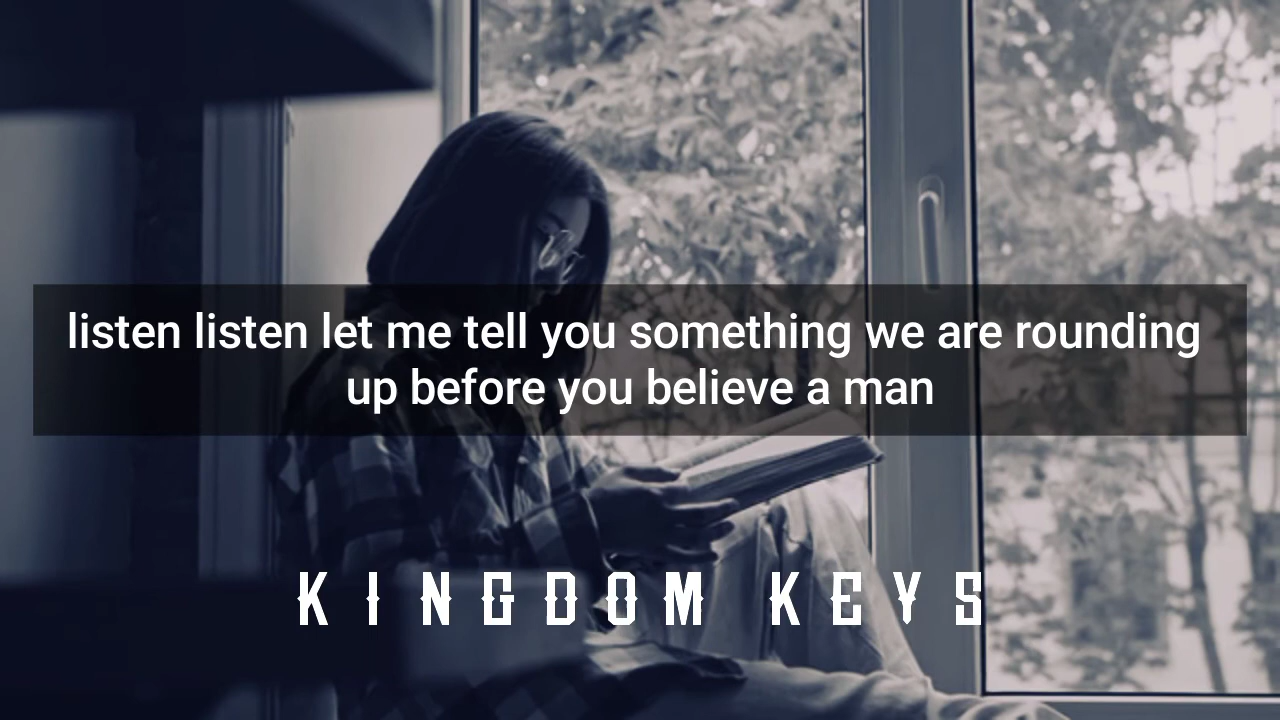 listen listen let me tell you something we are rounding
up before you believe a man
KINGDOM KEYS